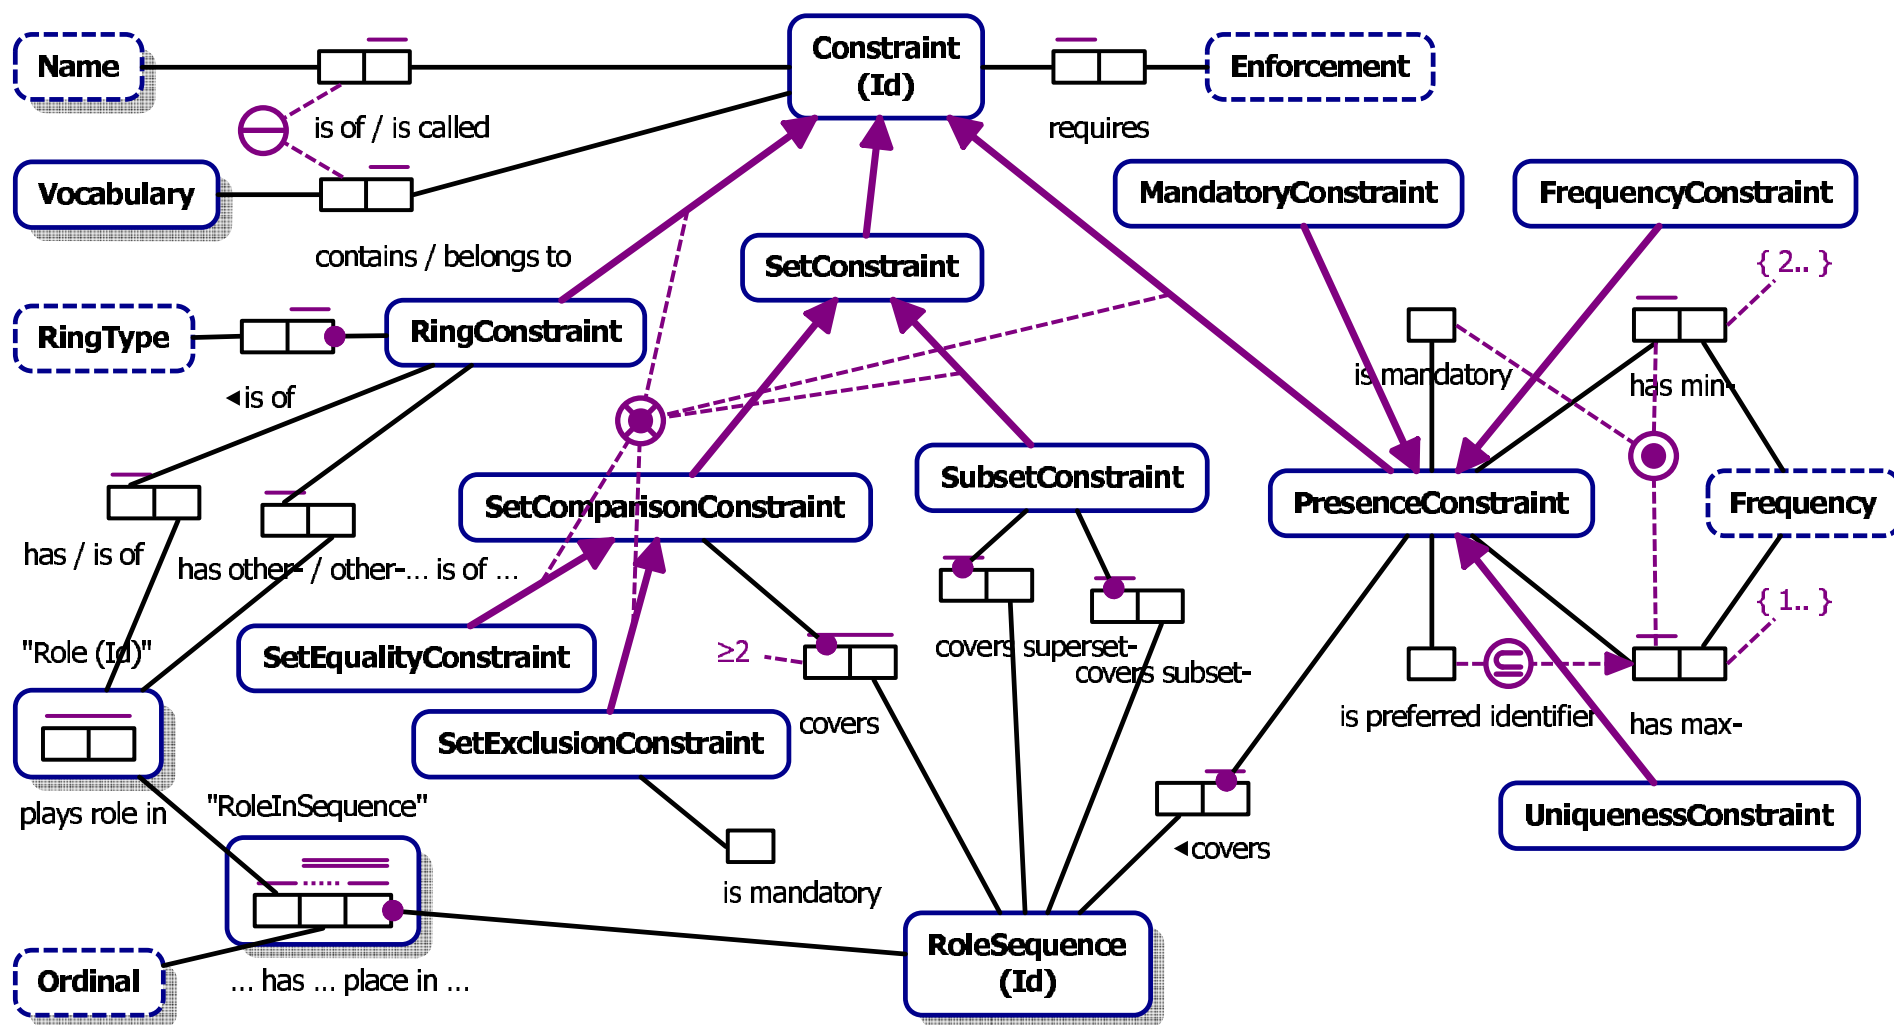 Name
Constraint
(Id)
Enforcement
is of / is called
requires
Vocabulary
MandatoryConstraint
FrequencyConstraint
contains / belongs to
SetConstraint
{ 2.. }
RingType
RingConstraint
is mandatory
has min-
◄is of
SetComparisonConstraint
SubsetConstraint
PresenceConstraint
Frequency
has / is of
has other- / other-... is of ...
"Role (Id)"
SetEqualityConstraint
≥2
covers superset-
covers subset-
{ 1.. }
SetExclusionConstraint
covers
is preferred identifier
has max-
plays role in
"RoleInSequence"
UniquenessConstraint
◄covers
is mandatory
RoleSequence
(Id)
Ordinal
... has ... place in ...